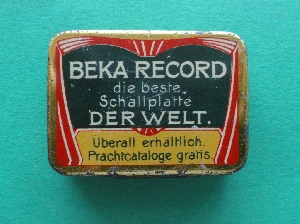 BEKA RECORD
die beste
Schallplatte
DER WELT.
Überall erhältlich.
Prachtcataloge gratis.